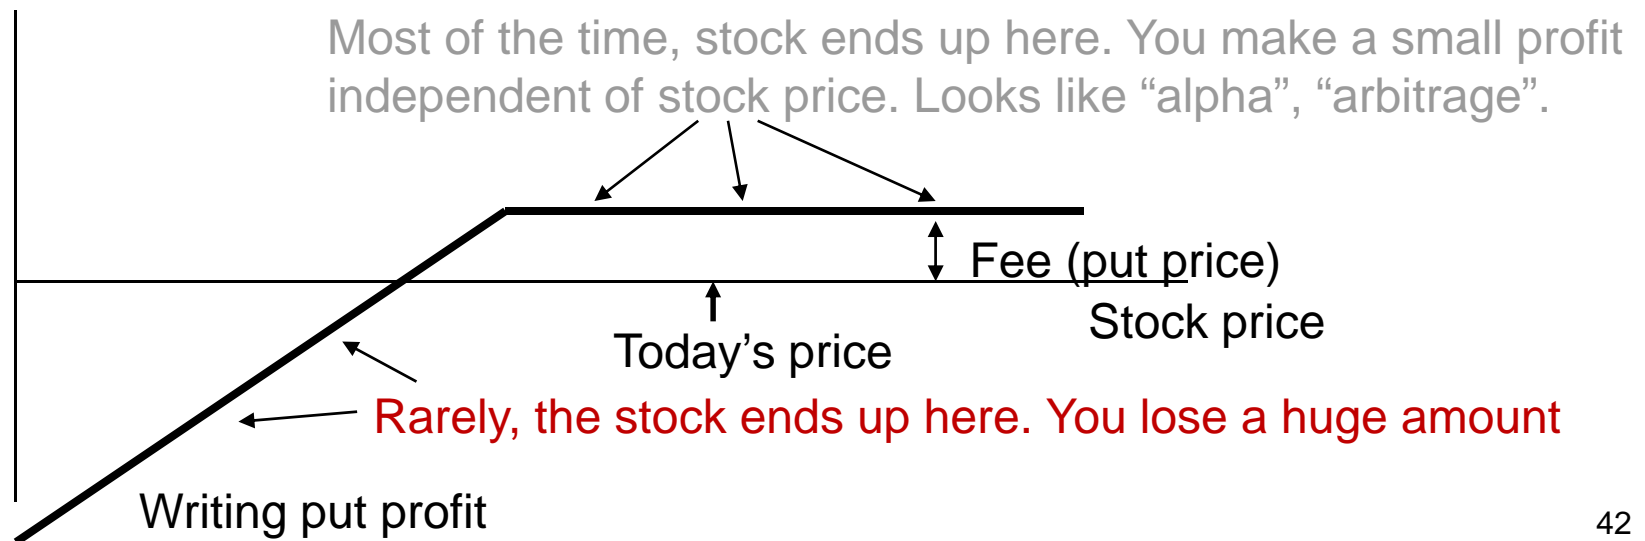 Most of the time, stock ends up here. You make a small profit
independent of stock price. Looks like “alpha”, “arbitrage”.
Fee (put price)
Stock price
Today’s price
Rarely, the stock ends up here. You lose a huge amount
Writing put profit
42